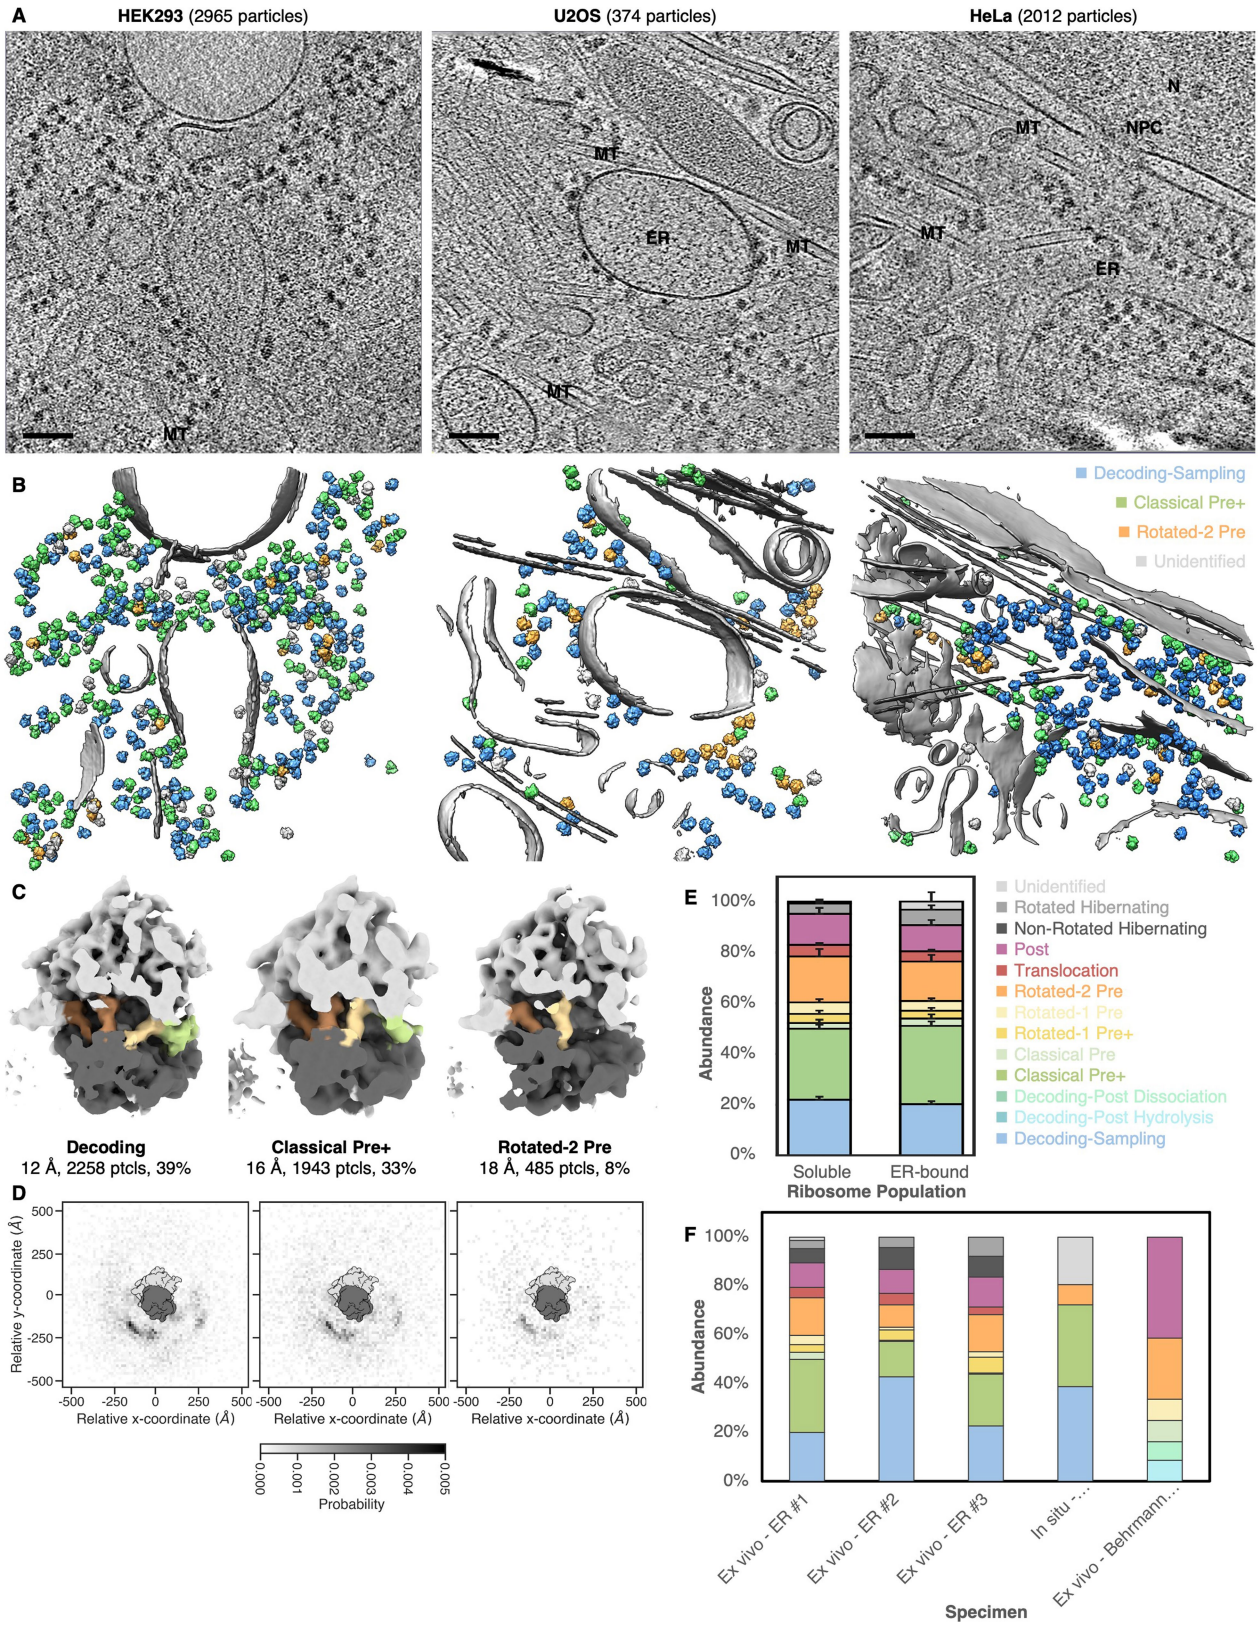 A
HEK293 (2965 particles)
U2OS (374 particles)
HeLa (2012 particles)
MT
MT
ER
MT
MT
N
MT
NPC
MT
ER
B
Decoding-Sampling
Classical Pre+
Rotated-2 Pre
Unidentified
C
Decoding
12 Å, 2258 ptcls, 39%
Classical Pre+
16 Å, 1943 ptcls, 33%
Rotated-2 Pre
18 Å, 485 ptcls, 8%
D
Relative y-coordinate (Å)
500
250
0
-250
-500
-500 -250 0 250 500
-500 -250 0 250 500
-500 -250 0 250 500
Relative x-coordinate (Å)
Relative x-coordinate (Å)
Relative x-coordinate (Å)
0.000 0.001 0.002 0.003 0.004 0.005
Probability
E
Abundance
100%
80%
60%
40%
20%
0%
Soluble
ER-bound
Ribosome Population
Unidentified
Rotated Hibernating
Non-Rotated Hibernating
Post
Translocation
Rotated-2 Pre
Rotated-1 Pre
Rotated-1 Pre+
Classical Pre
Classical Pre+
Decoding-Post Dissociation
Decoding-Post Hydrolysis
Decoding-Sampling
F
Abundance
100%
80%
60%
40%
20%
0%
Ex vivo - ER #1
Ex vivo - ER #2
Ex vivo - ER #3
In situ -...
Ex vivo - Behrmann...
Specimen